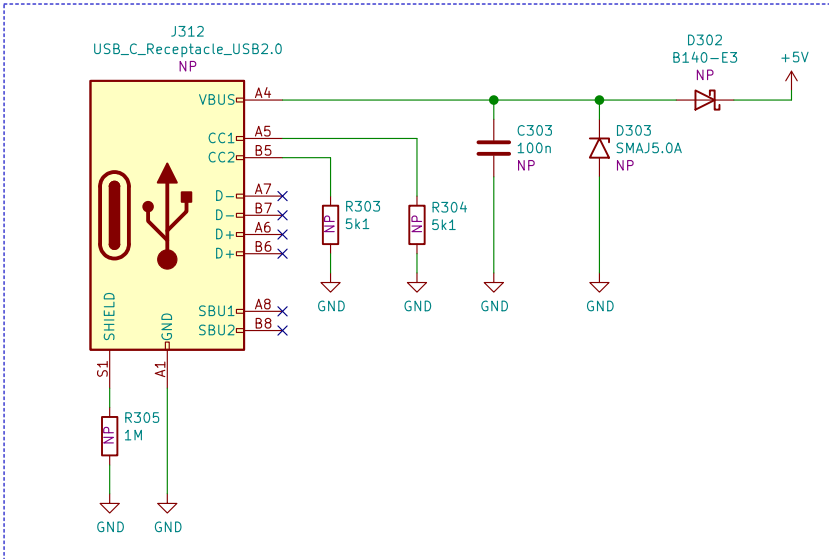 J312
USB_C_Receptacle_USB2.0
NP
D302
B140-E3
NP
+5V
VBUS
A4
CC1
A5
CC2
B5
C303
100n
NP
D303
SMAJ5.0A
NP
D-
A7
D-
B7
D+
A6
D+
B6
NP
R303
5k1
NP
R304
5k1
SBU1
A8
SBU2
B8
GND
GND
GND
GND
SHIELD
GND
S1
A1
NP
R305
1M
GND
GND